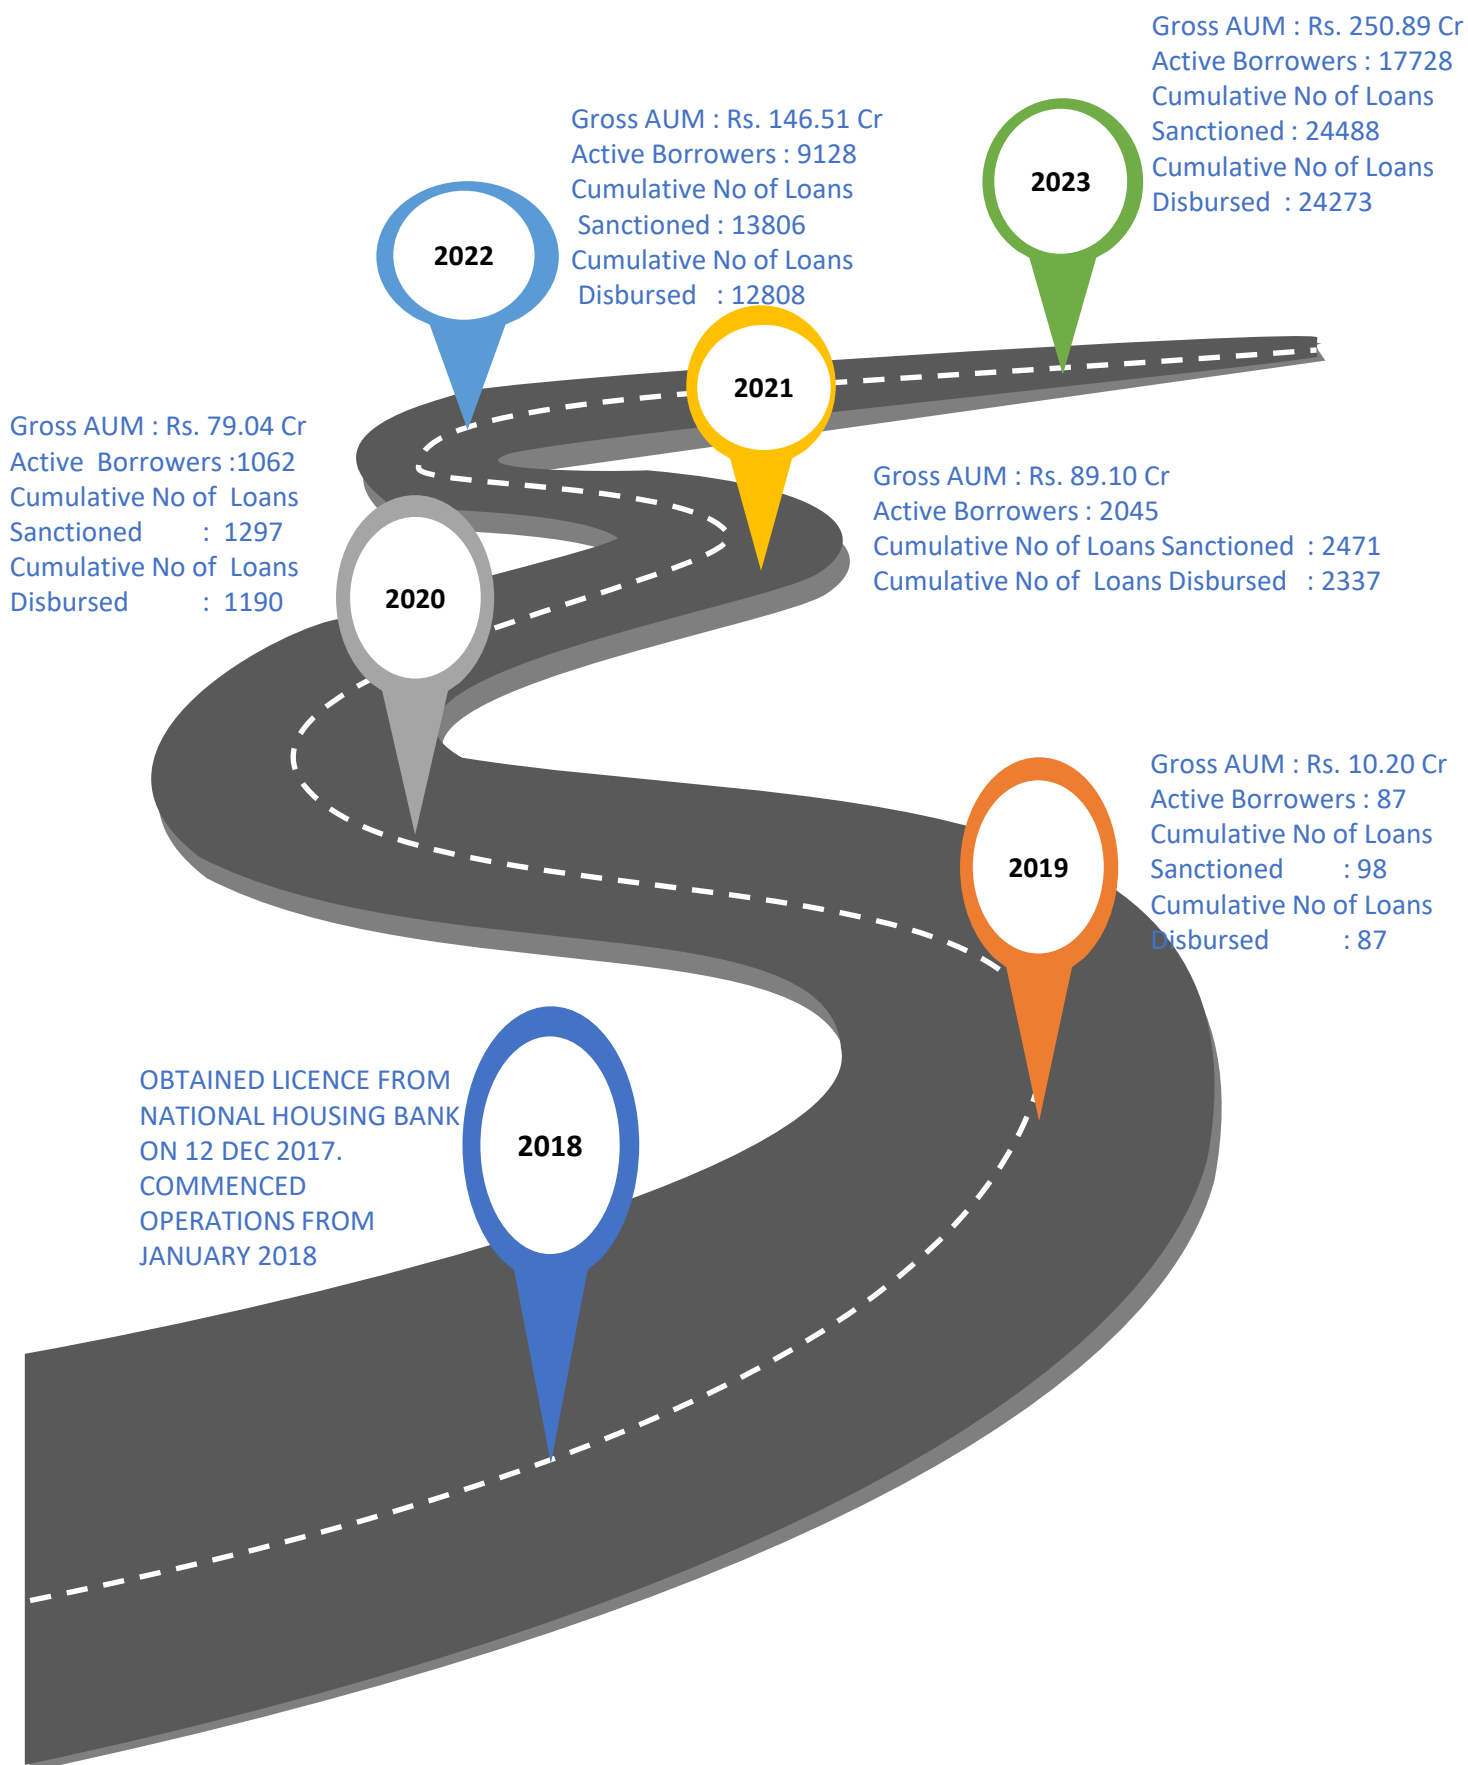 Gross AUM : Rs. 250.89 Cr
Active Borrowers : 17728
Cumulative No of Loans
Sanctioned : 24488
Cumulative No of Loans
Disbursed : 24273
2023
Gross AUM : Rs. 146.51 Cr
Active Borrowers : 9128
Cumulative No of Loans
Sanctioned : 13806
Cumulative No of Loans
Disbursed : 12808
2022
2021
Gross AUM : Rs. 89.10 Cr
Active Borrowers : 2045
Cumulative No of Loans Sanctioned : 2471
Cumulative No of Loans Disbursed : 2337
Gross AUM : Rs. 79.04 Cr
Active Borrowers :1062
Cumulative No of Loans
Sanctioned : 1297
Cumulative No of Loans
Disbursed : 1190
2020
Gross AUM : Rs. 10.20 Cr
Active Borrowers : 87
Cumulative No of Loans
Sanctioned : 98
Cumulative No of Loans
Disbursed : 87
2019
OBTAINED LICENCE FROM
NATIONAL HOUSING BANK
ON 12 DEC 2017.
COMMENCED
OPERATIONS FROM
JANUARY 2018
2018